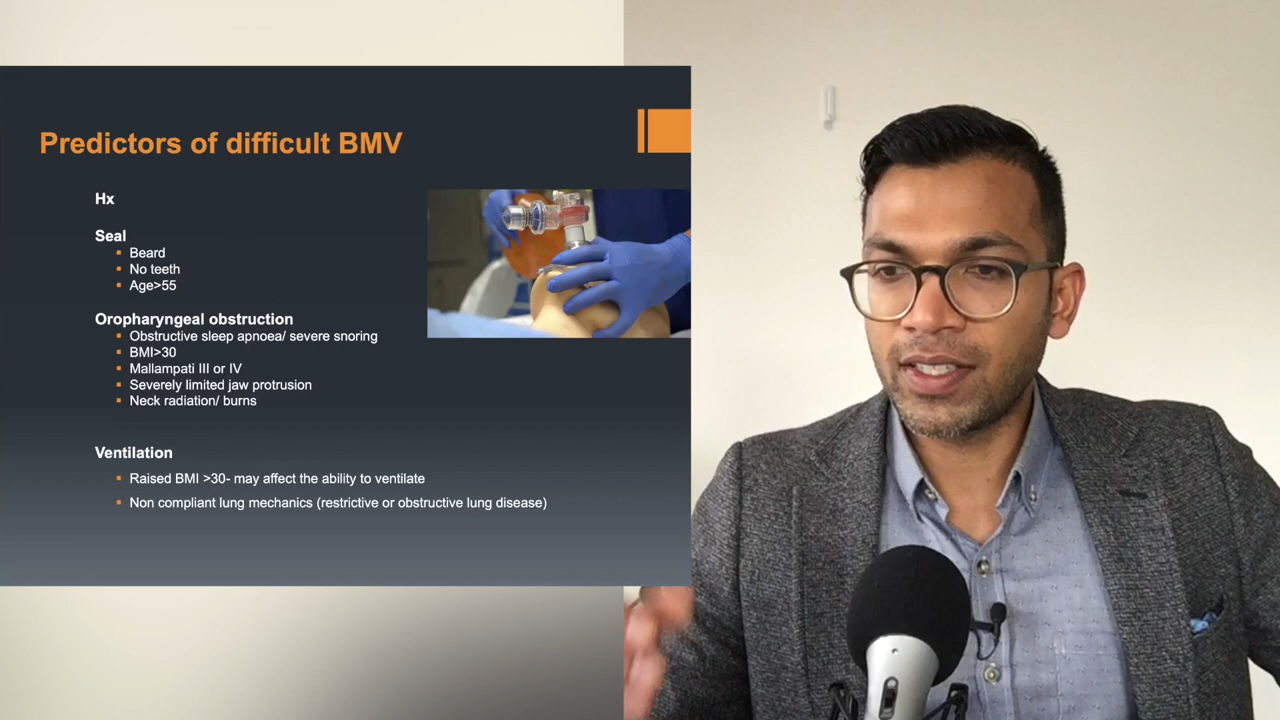 Predictors of difficult BMV
Hx
Seal
Beard
No teeth
Age>55
Oropharyngeal obstruction
Obstructive sleep apnoea/ severe snoring
BMI>30
Mallampati III or IV
Severely limited jaw protrusion
Neck radiation/ burns
Ventilation
Raised BMI >30- may affect the ability to ventilate
Non compliant lung mechanics (restrictive or obstructive lung disease)